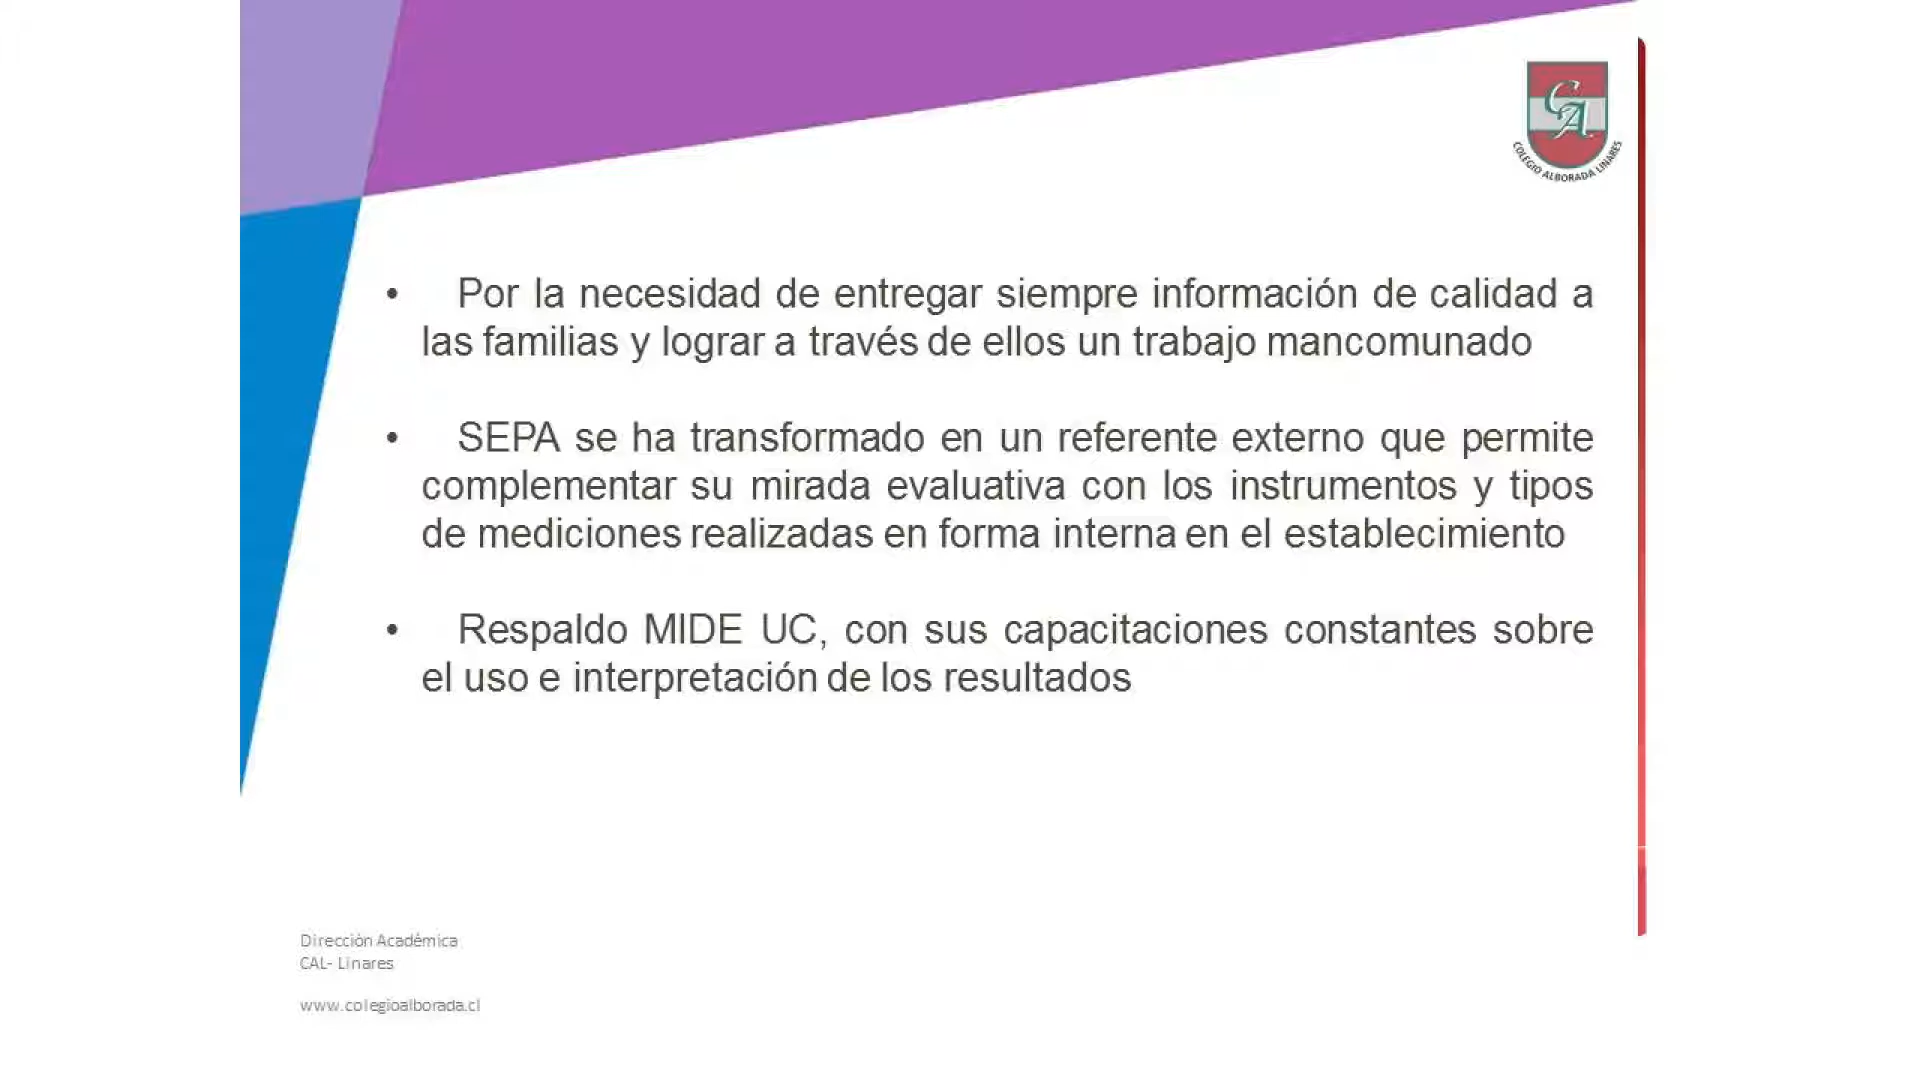 CA
COLEGIO ALBORADA LINARES
• Por la necesidad de entregar siempre información de calidad a
las familias y lograr a través de ellos un trabajo mancomunado
• SEPA se ha transformado en un referente externo que permite
complementar su mirada evaluativa con los instrumentos y tipos
de mediciones realizadas en forma interna en el establecimiento
• Respaldo MIDE UC, con sus capacitaciones constantes sobre
el uso e interpretación de los resultados
Dirección Académica
CAL- Linares
www.colegioalborada.cl